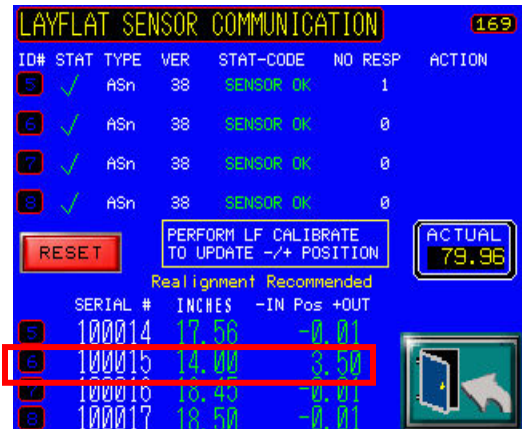 LAYFLAT SENSOR COMMUNICATION 169
ID# STAT TYPE VER STAT-CODE NO RESP ACTION
5 ASn 38 SENSOR OK 1
6 ASn 38 SENSOR OK 0
7 ASn 38 SENSOR OK 0
8 ASn 38 SENSOR OK 0
RESET
PERFORM LF CALIBRATE
TO UPDATE -/+ POSITION
ACTUAL
79.96
Realignment Recommended
SERIAL # INCHES -IN Pos +OUT
5 100014 17.56 -0.01
6 100015 14.00 3.50
7 100016 18.45 -0.01
8 100017 18.50 -0.01